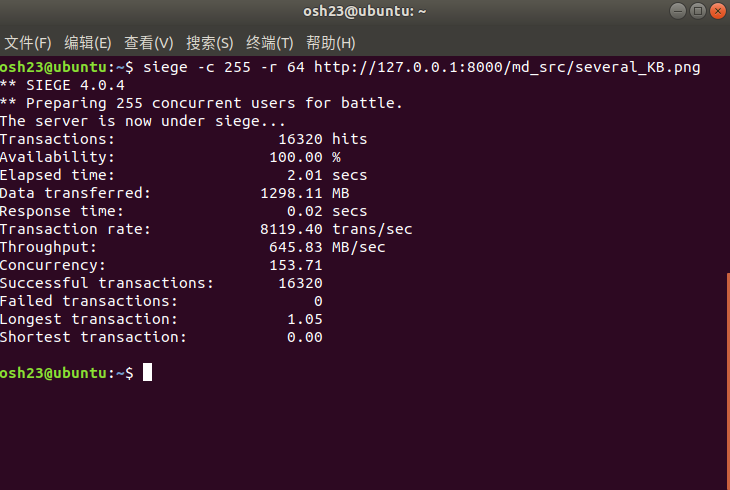 osh23@ubuntu: ~
文件(F) 编辑(E) 查看(V) 搜索(S) 终端(T) 帮助(H)
osh23@ubuntu:~$ siege -c 255 -r 64 http://127.0.0.1:8000/md_src/several_KB.png
** SIEGE 4.0.4
** Preparing 255 concurrent users for battle.
The server is now under siege...
Transactions: 16320 hits
Availability: 100.00 %
Elapsed time: 2.01 secs
Data transferred: 1298.11 MB
Response time: 0.02 secs
Transaction rate: 8119.40 trans/sec
Throughput: 645.83 MB/sec
Concurrency: 153.71
Successful transactions: 16320
Failed transactions: 0
Longest transaction: 1.05
Shortest transaction: 0.00
osh23@ubuntu:~$